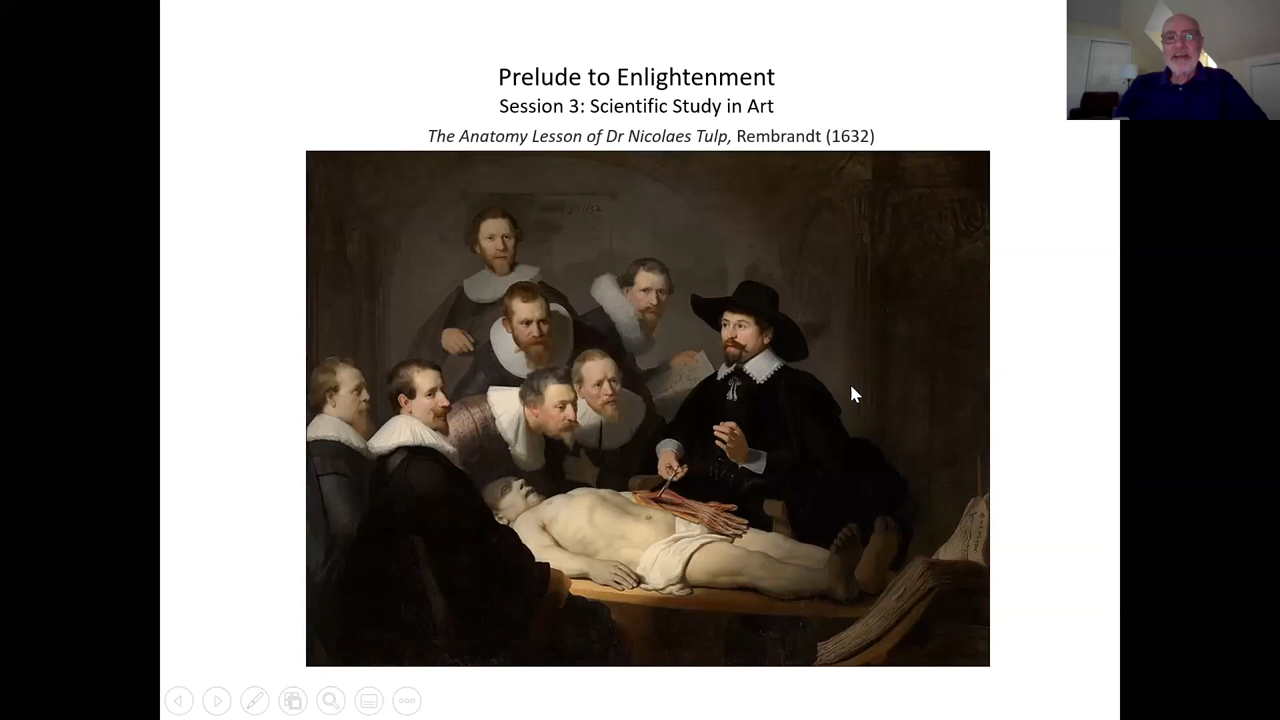 Prelude to Enlightenment
Session 3: Scientific Study in Art
The Anatomy Lesson of Dr Nicolaes Tulp, Rembrandt (1632)